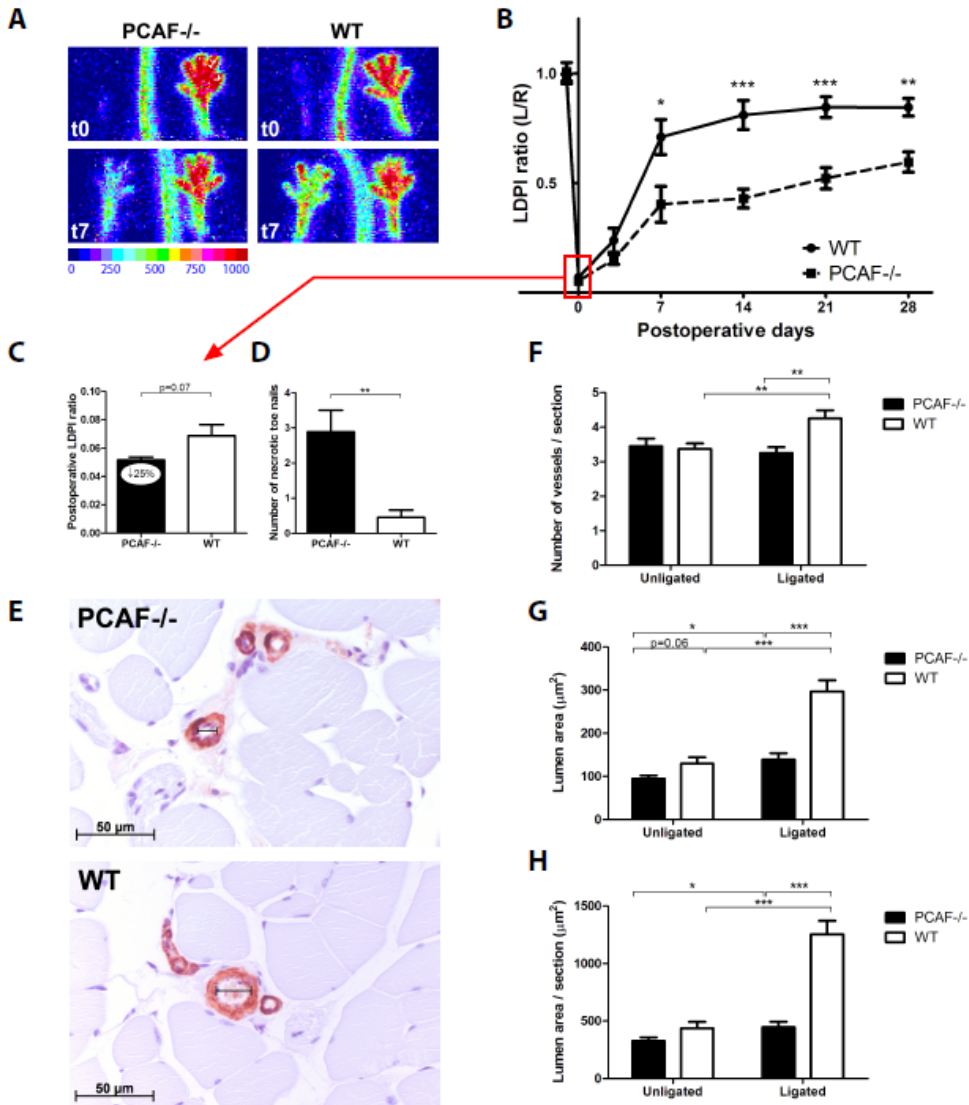 A
PCAF-/-
WT
t0
t0
t7
t7
0 250 500 750 1000
B
LDPI ratio (L/R)
1.0
0.5
*
***
***
**
WT
PCAF-/-
0 7 14 21 28
Postoperative days
C
Postoperative LDPI ratio
0.10
0.08
0.06
0.04
0.02
0.00
p=0.07
↓25%
PCAF-/- WT
D
Number of necrotic toe nails
4
3
2
1
0
**
PCAF-/- WT
E
PCAF-/-
50 µm
WT
50 µm
F
Number of vessels / section
5
4
3
2
1
0
**
**
PCAF-/-
WT
Unligated Ligated
G
Lumen area (µm²)
400
300
200
100
0
* ***
p=0.06 ***
PCAF-/-
WT
Unligated Ligated
H
Lumen area / section (µm²)
1500
1000
500
0
* ***
***
PCAF-/-
WT
Unligated Ligated